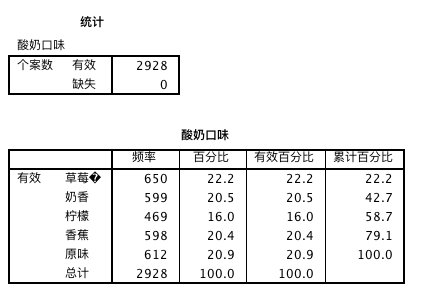 统计
酸奶口味
个案数 有效 2928
缺失 0
酸奶口味
频率 百分比 有效百分比 累计百分比
有效 草莓� 650 22.2 22.2 22.2
奶香 599 20.5 20.5 42.7
柠檬 469 16.0 16.0 58.7
香蕉 598 20.4 20.4 79.1
原味 612 20.9 20.9 100.0
总计 2928 100.0 100.0